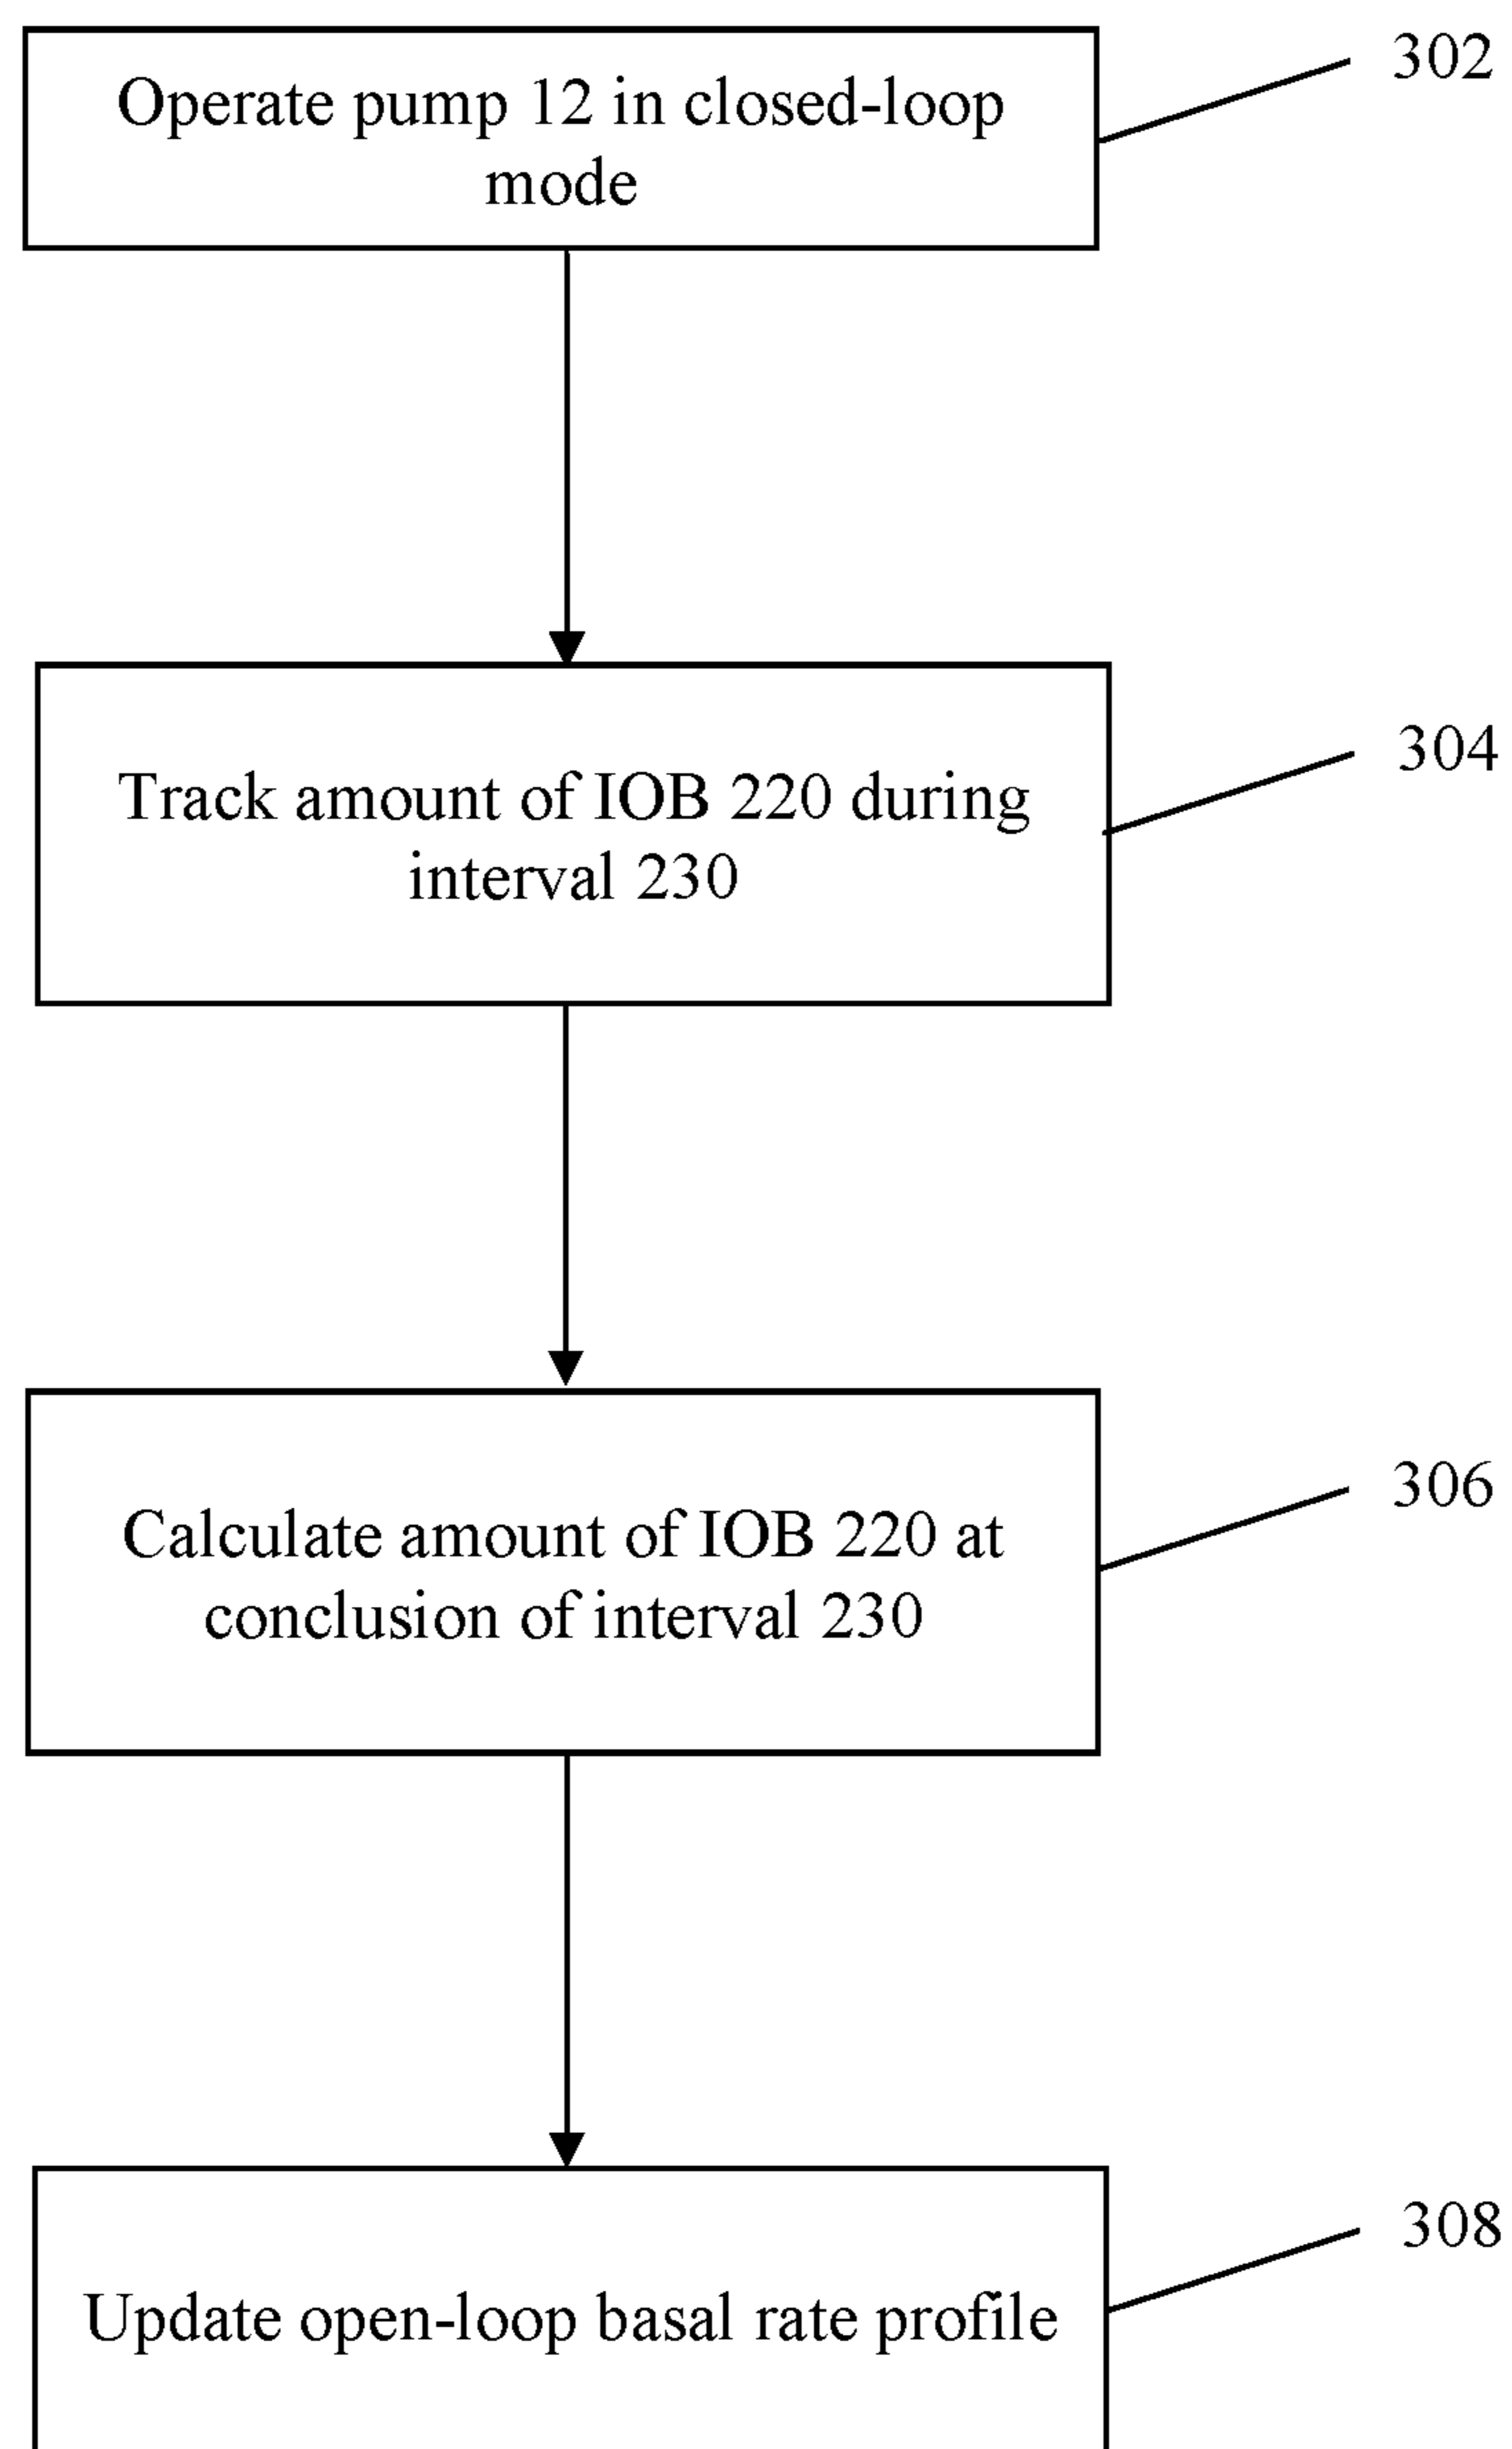 Operate pump 12 in closed-loop
mode
302
Track amount of IOB 220 during
interval 230
304
Calculate amount of IOB 220 at
conclusion of interval 230
306
Update open-loop basal rate profile
308